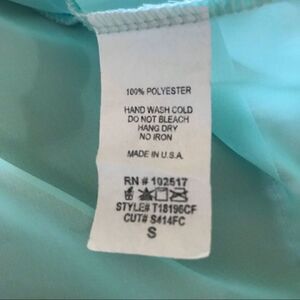 100% POLYESTER
HAND WASH COLD
DO NOT BLEACH
HANG DRY
NO IRON
MADE IN U.S.A.
RN # 102517
STYLE# T18196CF
CUT# S414FC
S